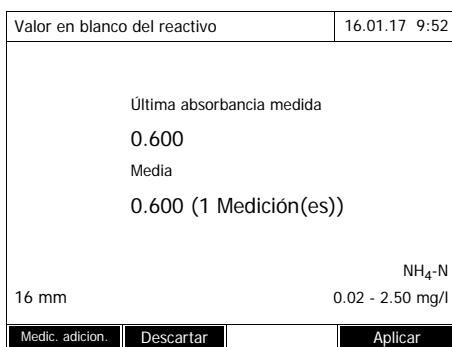 Valor en blanco del reactivo 16.01.17 9:52
Última absorbancia medida
0.600
Media
0.600 (1 Medición(es))
NH₄-N
16 mm 0.02 - 2.50 mg/l
Medic. adicion. Descartar Aplicar